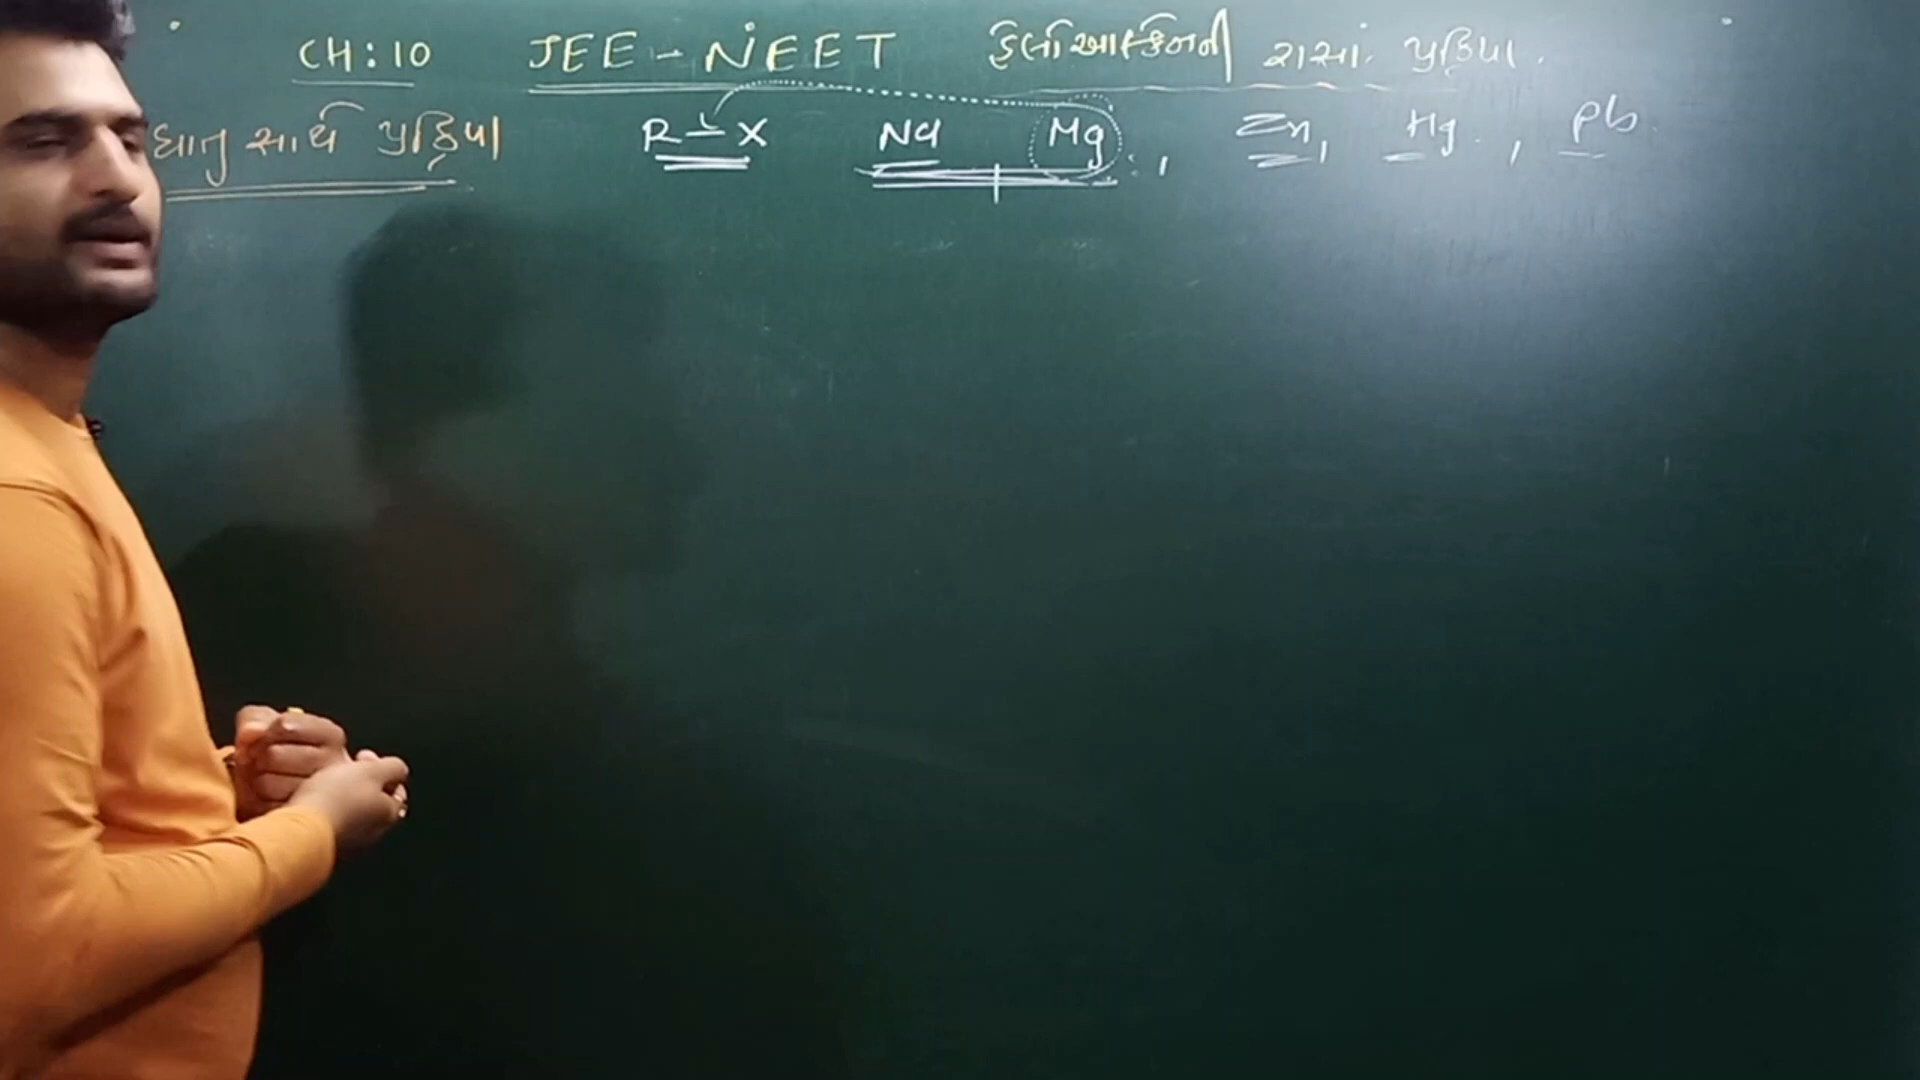 CH:10 JEE - NEET હેલોઆલ્કેનની રાસા. પ્રક્રિયા.
ધાતુ સાથે પ્રક્રિયા R-X Na Mg, Zn, Hg, Pb